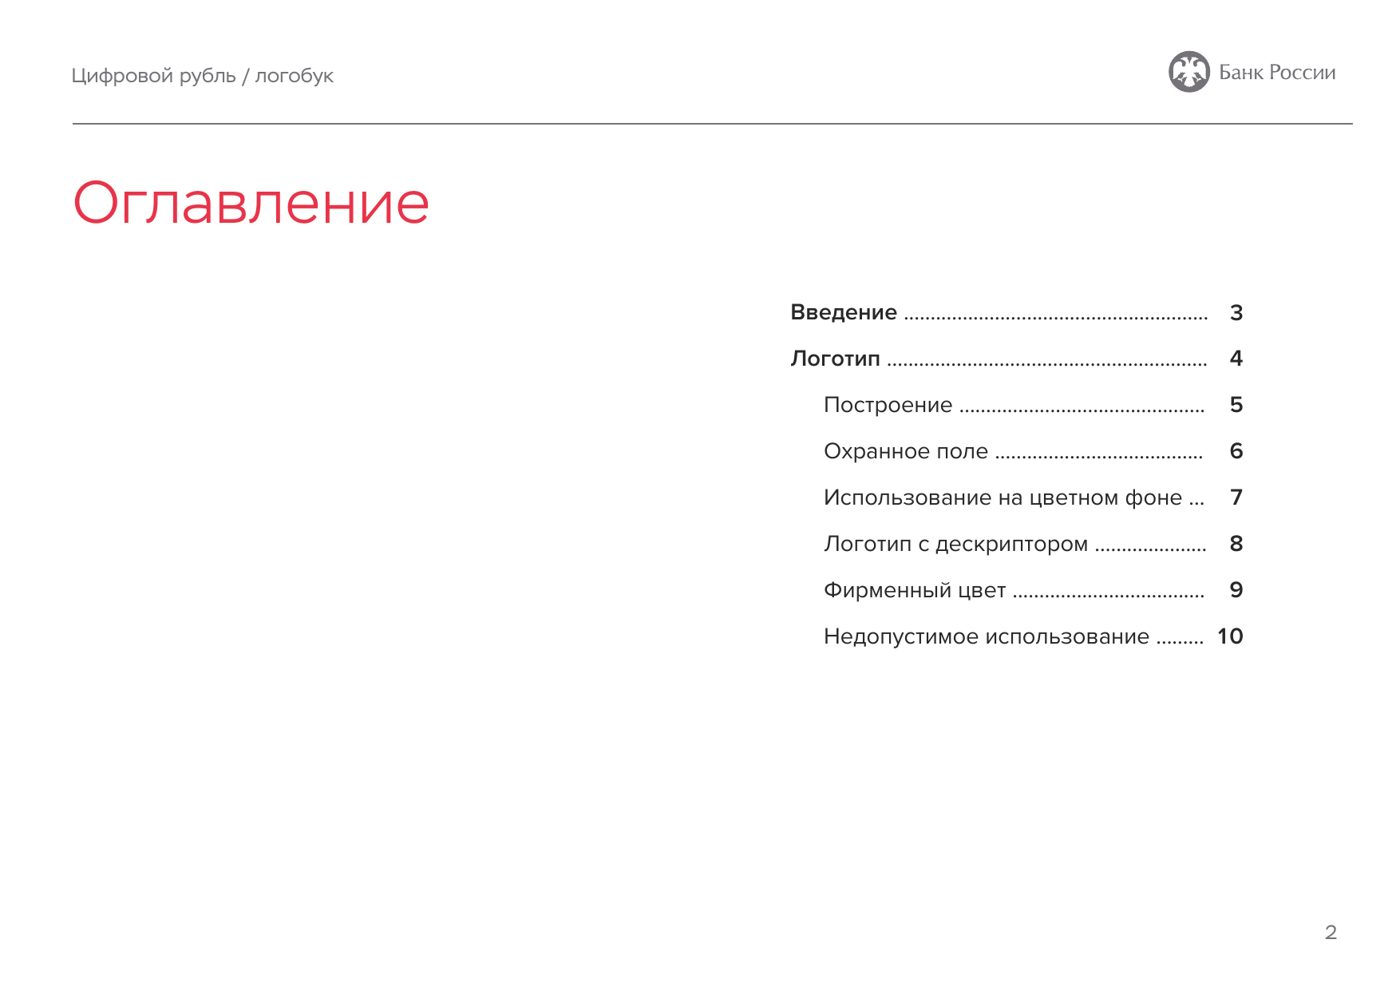 Цифровой рубль / логобук
Банк России
Оглавление
Введение ......................................................... 3
Логотип ............................................................ 4
Построение .............................................. 5
Охранное поле ....................................... 6
Использование на цветном фоне ... 7
Логотип с дескриптором ..................... 8
Фирменный цвет .................................... 9
Недопустимое использование ......... 10
2